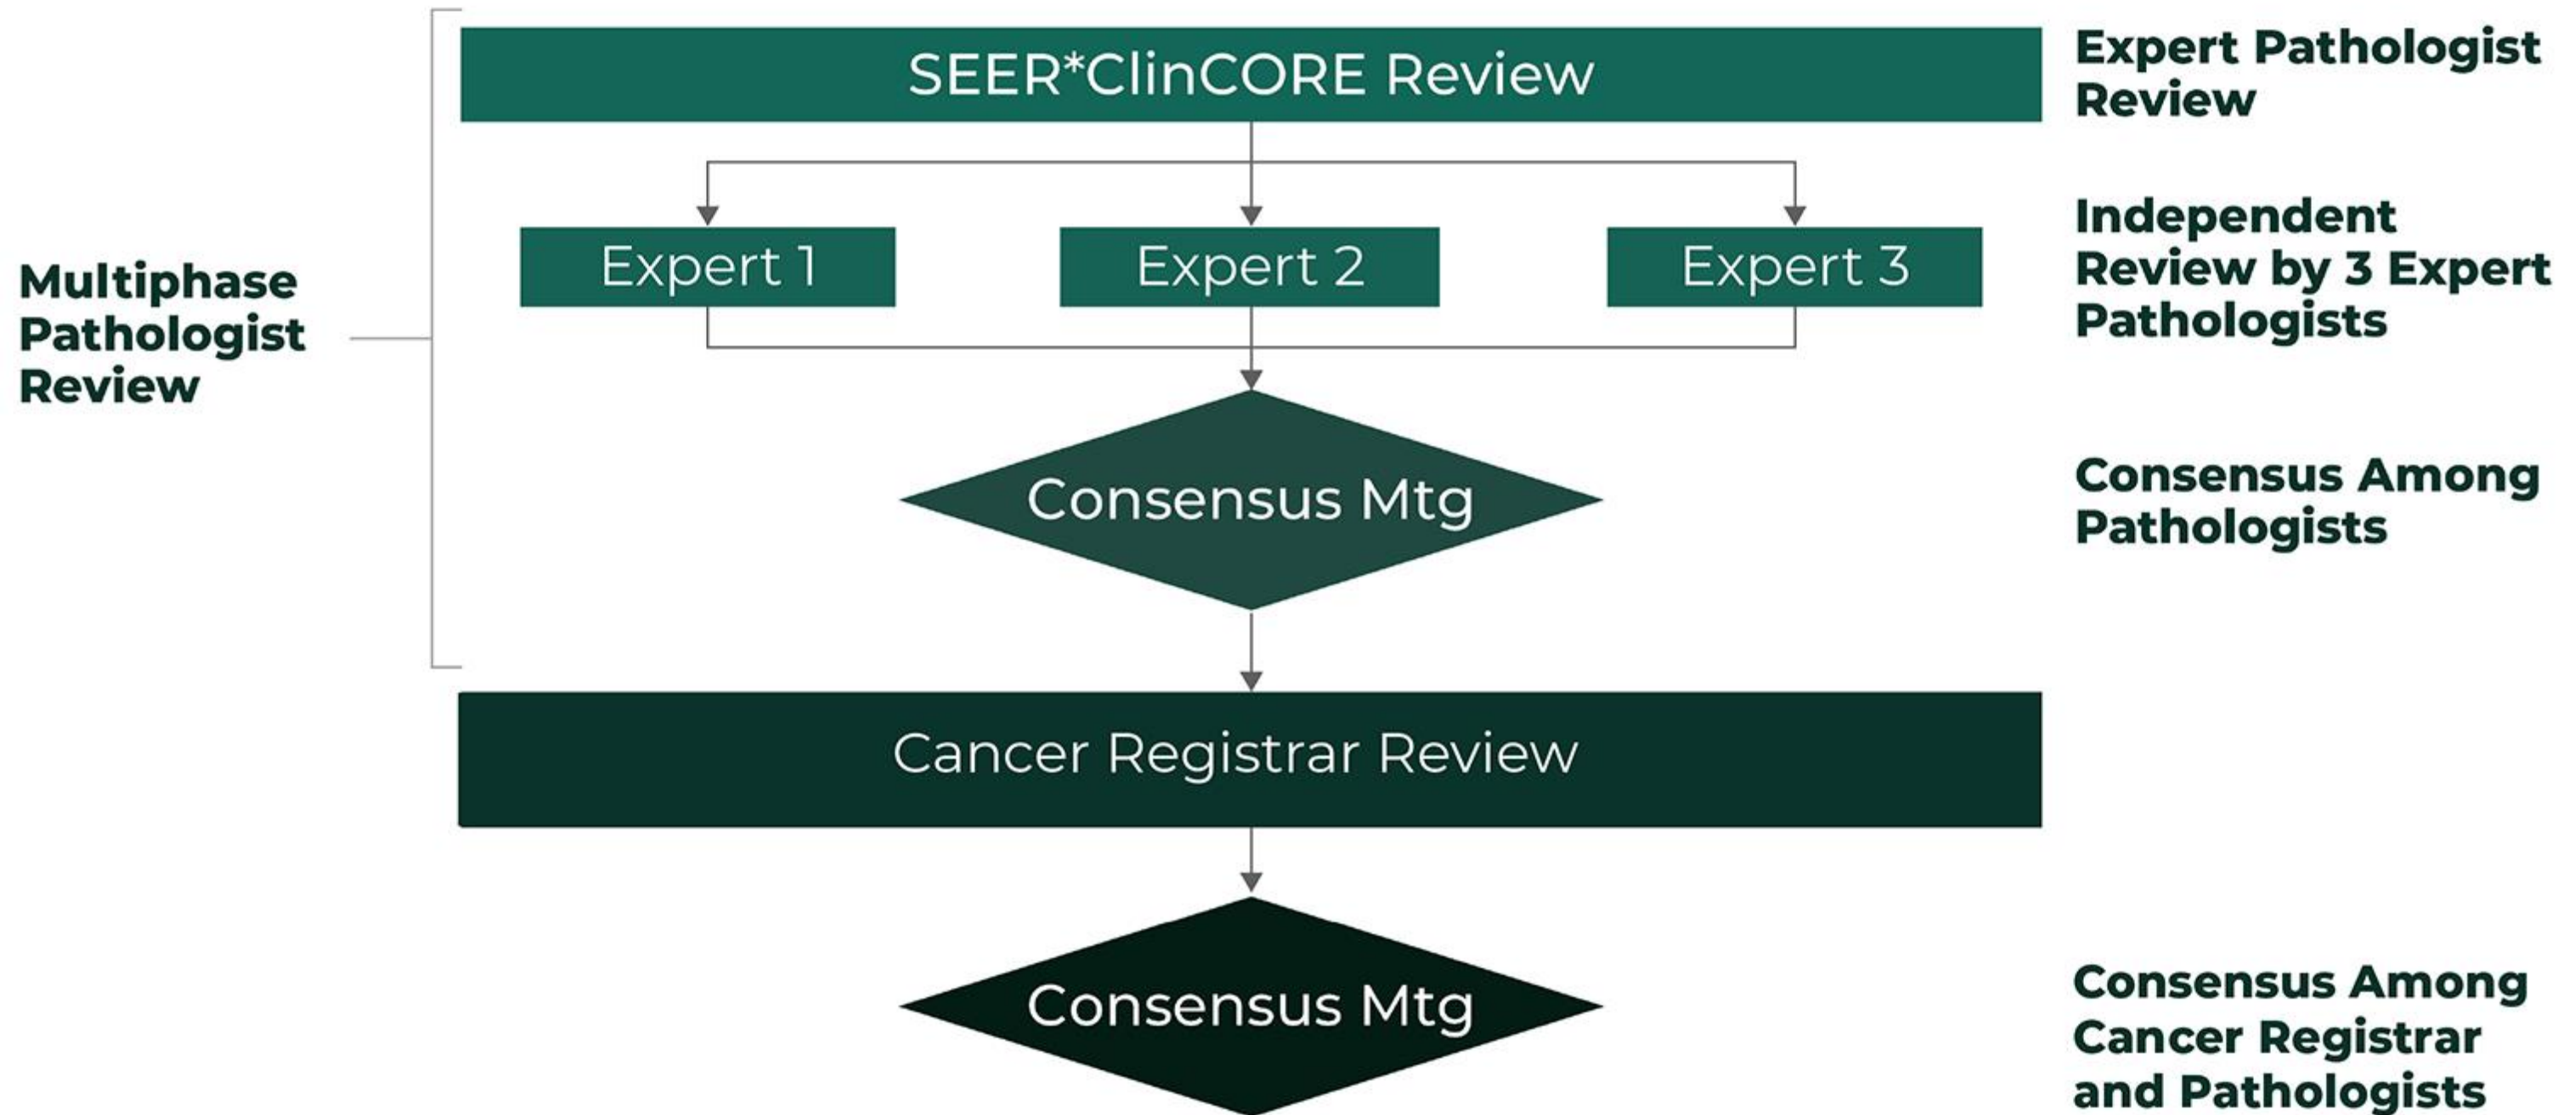 SEER*ClinCORE Review
Expert Pathologist
Review
Expert 1
Expert 2
Expert 3
Independent
Review by 3 Expert
Pathologists
Multiphase
Pathologist
Review
Consensus Mtg
Consensus Among
Pathologists
Cancer Registrar Review
Consensus Mtg
Consensus Among
Cancer Registrar
and Pathologists